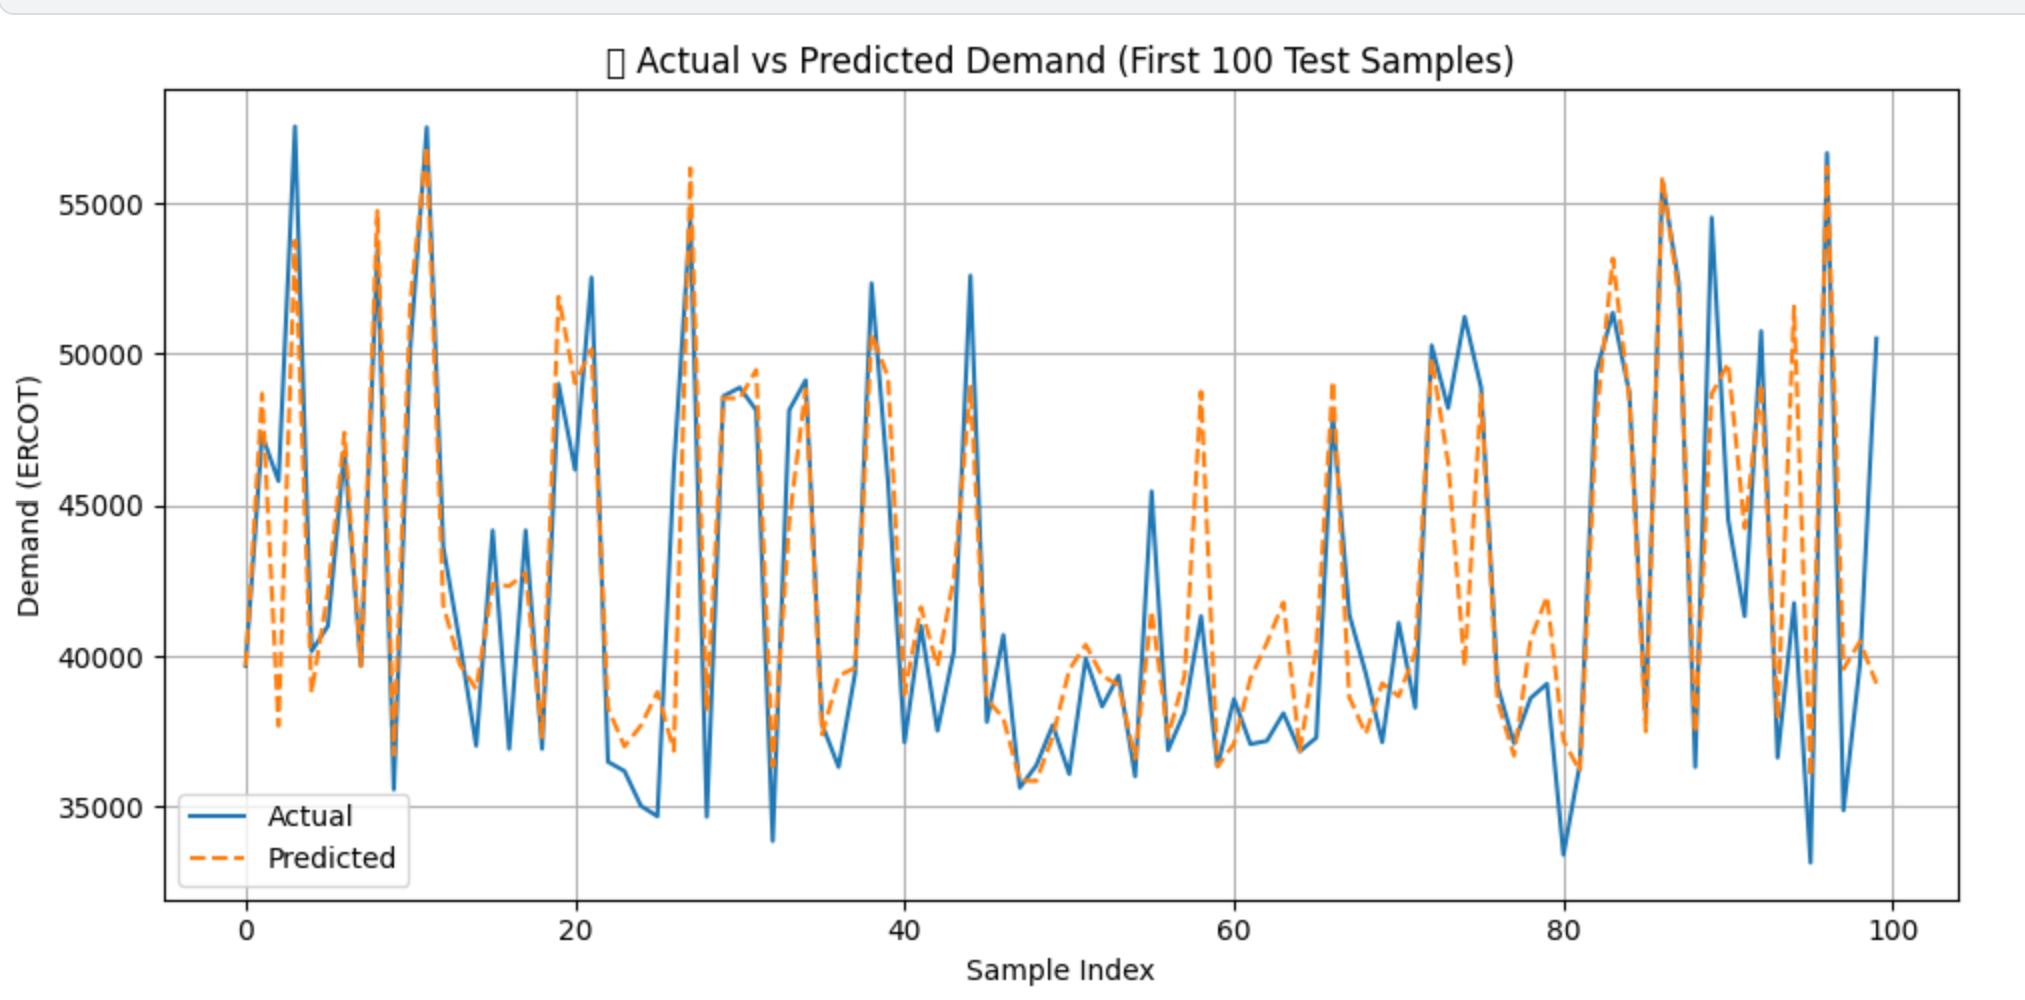 Actual vs Predicted Demand (First 100 Test Samples)
Demand (ERCOT)
55000
50000
45000
40000
35000
Actual
Predicted
0 20 40 60 80 100
Sample Index